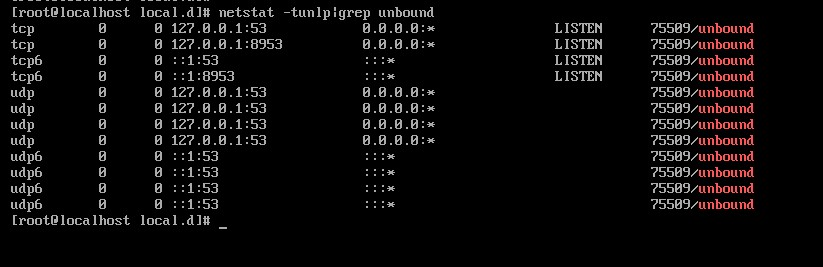 [root@localhost local.d]# netstat -tunlp|grep unbound
tcp 0 0 127.0.0.1:53 0.0.0.0:* LISTEN 75509/unbound
tcp 0 0 127.0.0.1:8953 0.0.0.0:* LISTEN 75509/unbound
tcp6 0 0 ::1:53 :::* LISTEN 75509/unbound
tcp6 0 0 ::1:8953 :::* LISTEN 75509/unbound
udp 0 0 127.0.0.1:53 0.0.0.0:* 75509/unbound
udp 0 0 127.0.0.1:53 0.0.0.0:* 75509/unbound
udp 0 0 127.0.0.1:53 0.0.0.0:* 75509/unbound
udp 0 0 127.0.0.1:53 0.0.0.0:* 75509/unbound
udp6 0 0 ::1:53 :::* 75509/unbound
udp6 0 0 ::1:53 :::* 75509/unbound
udp6 0 0 ::1:53 :::* 75509/unbound
udp6 0 0 ::1:53 :::* 75509/unbound
[root@localhost local.d]# _